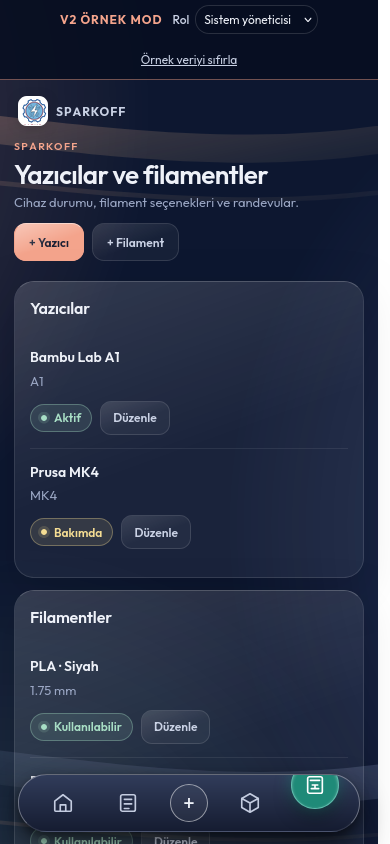 V2 ÖRNEK MOD Rol Sistem yöneticisi
Örnek veriyi sıfırla
SPARKOFF
SPARKOFF
Yazıcılar ve filamentler
Cihaz durumu, filament seçenekleri ve randevular.
+ Yazıcı + Filament
Yazıcılar
Bambu Lab A1
A1
Aktif Düzenle
Prusa MK4
MK4
Bakımda Düzenle
Filamentler
PLA · Siyah
1.75 mm
Kullanılabilir Düzenle
+
Kullanılabilir Düzenle